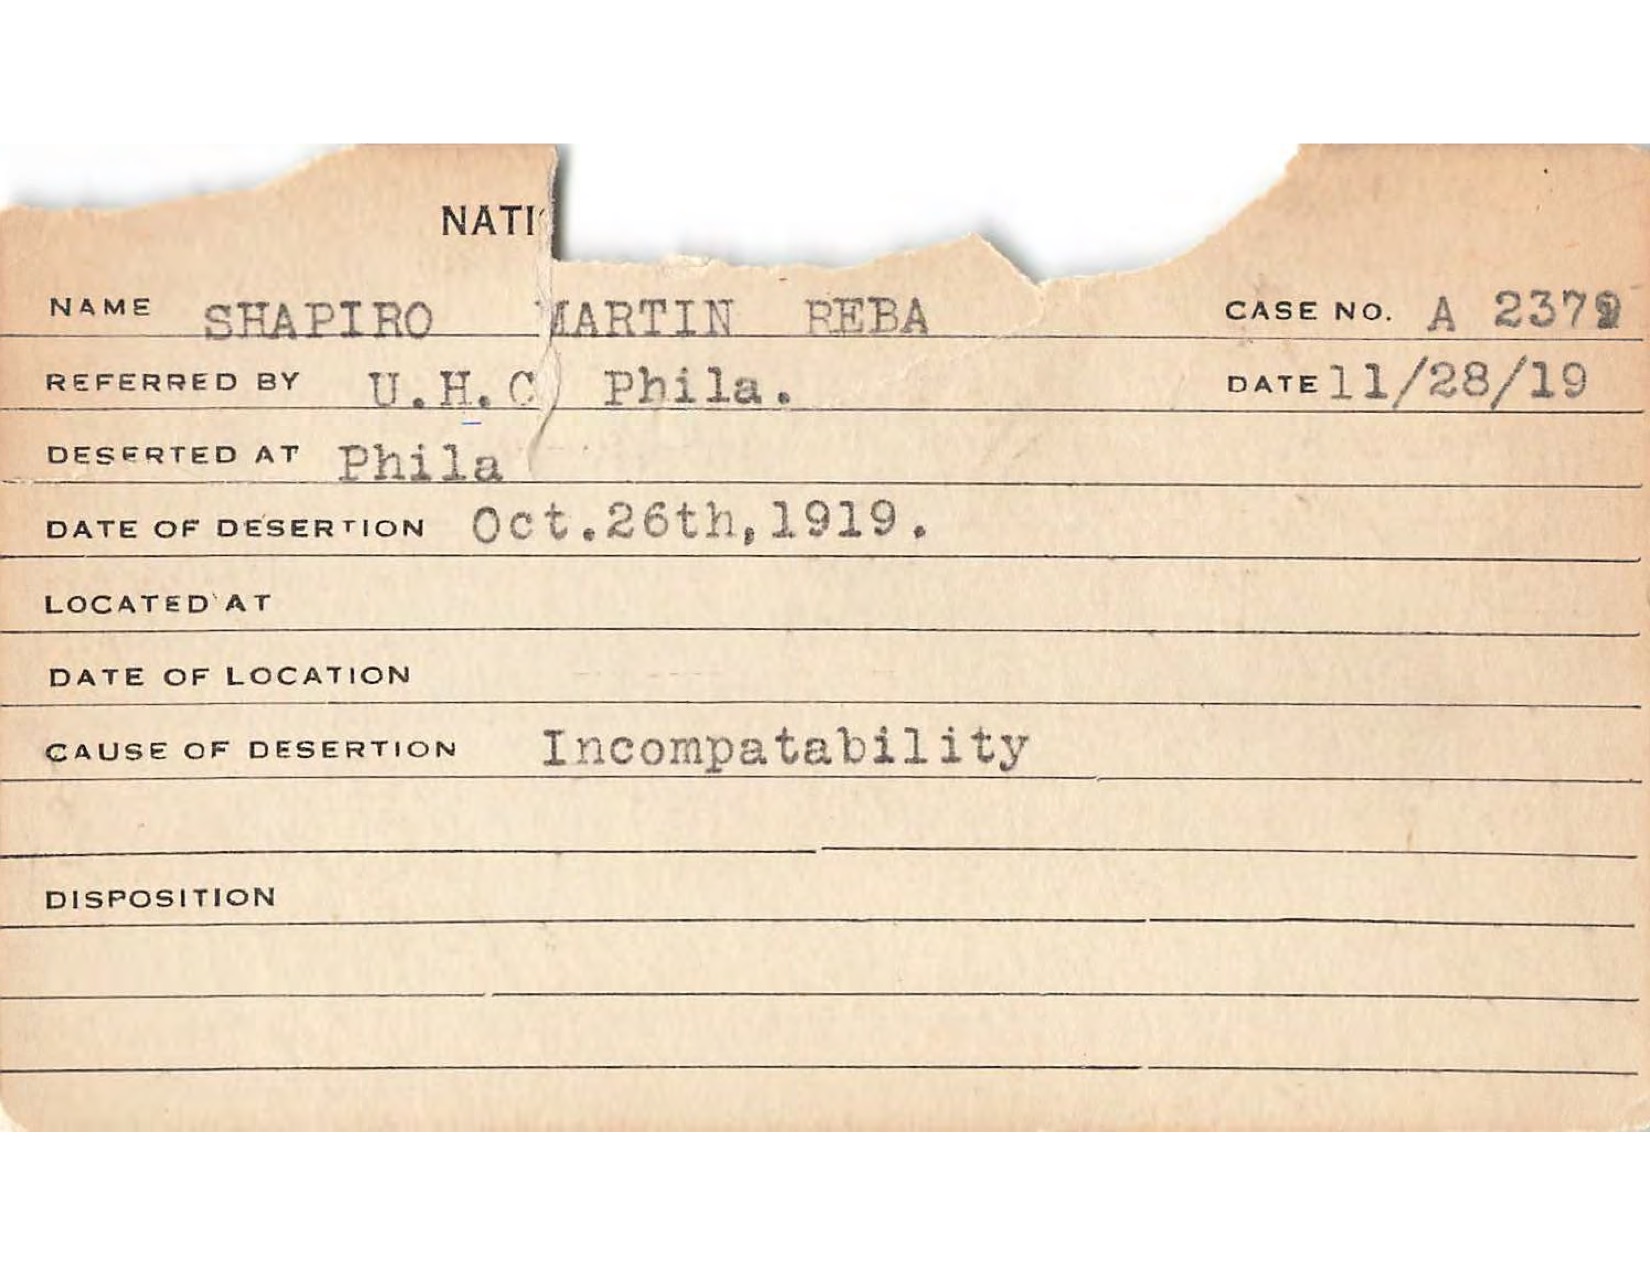 NATI
NAME SHAPIRO MARTIN REBA CASE NO. A 2379
REFERRED BY U.H.C Phila. DATE 11/28/19
DESERTED AT Phila
DATE OF DESERTION Oct.26th,1919.
LOCATED AT
DATE OF LOCATION
CAUSE OF DESERTION Incompatability
DISPOSITION